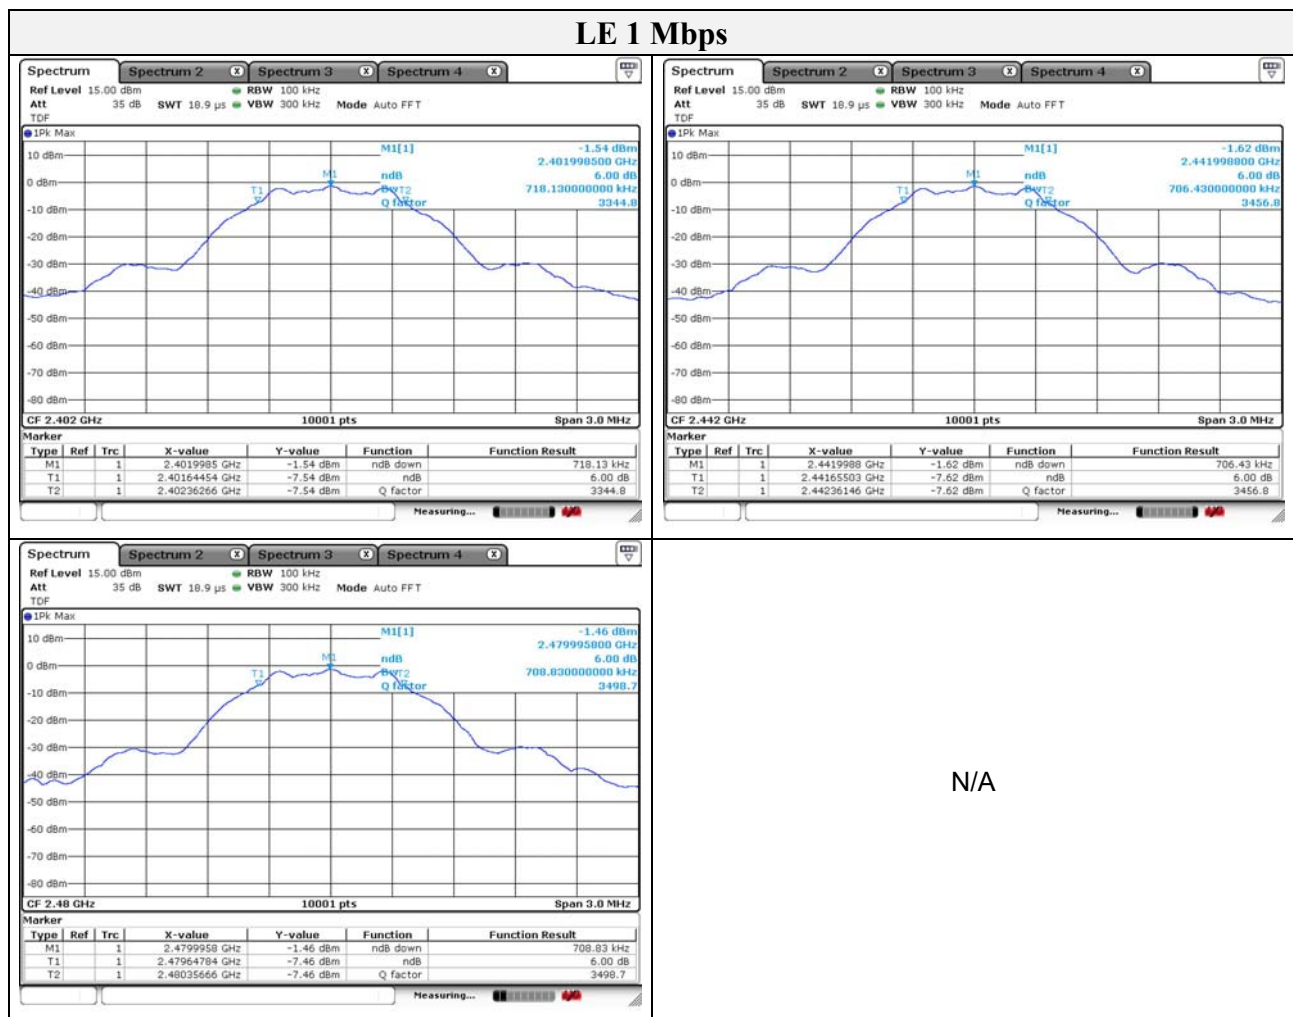 LE 1 Mbps
Spectrum Spectrum 2 X Spectrum 3 X Spectrum 4 X
Ref Level 15.00 dBm RBW 100 kHz
Att 35 dB SWT 18.9 µs VBW 300 kHz Mode Auto FFT
TDF
1Pk Max
M1[1] -1.54 dBm
10 dBm
2.401998500 GHz
M1 ndB 6.00 dB
0 dBm
T1 Bw T2 718.130000000 kHz
Q factor 3344.8
-10 dBm
-20 dBm
-30 dBm
-40 dBm
-50 dBm
-60 dBm
-70 dBm
-80 dBm
CF 2.402 GHz 10001 pts Span 3.0 MHz
Marker
Type Ref Trc X-value Y-value Function Function Result
M1 1 2.4019985 GHz -1.54 dBm ndB down 718.13 kHz
T1 1 2.40164454 GHz -7.54 dBm ndB 6.00 dB
T2 1 2.40236266 GHz -7.54 dBm Q factor 3344.8
Measuring...
Spectrum Spectrum 2 X Spectrum 3 X Spectrum 4 X
Ref Level 15.00 dBm RBW 100 kHz
Att 35 dB SWT 18.9 µs VBW 300 kHz Mode Auto FFT
TDF
1Pk Max
M1[1] -1.62 dBm
10 dBm
2.441998800 GHz
M1 ndB 6.00 dB
0 dBm
T1 Bw T2 706.430000000 kHz
Q factor 3456.8
-10 dBm
-20 dBm
-30 dBm
-40 dBm
-50 dBm
-60 dBm
-70 dBm
-80 dBm
CF 2.442 GHz 10001 pts Span 3.0 MHz
Marker
Type Ref Trc X-value Y-value Function Function Result
M1 1 2.4419988 GHz -1.62 dBm ndB down 706.43 kHz
T1 1 2.44165503 GHz -7.62 dBm ndB 6.00 dB
T2 1 2.44236146 GHz -7.62 dBm Q factor 3456.8
Measuring...
Spectrum Spectrum 2 X Spectrum 3 X Spectrum 4 X
Ref Level 15.00 dBm RBW 100 kHz
Att 35 dB SWT 18.9 µs VBW 300 kHz Mode Auto FFT
TDF
1Pk Max
M1[1] -1.46 dBm
10 dBm
2.479995800 GHz
M1 ndB 6.00 dB
0 dBm
T1 Bw T2 708.830000000 kHz
Q factor 3498.7
-10 dBm
-20 dBm
-30 dBm
-40 dBm
-50 dBm
-60 dBm
-70 dBm
-80 dBm
CF 2.48 GHz 10001 pts Span 3.0 MHz
Marker
Type Ref Trc X-value Y-value Function Function Result
M1 1 2.4799958 GHz -1.46 dBm ndB down 708.83 kHz
T1 1 2.47964784 GHz -7.46 dBm ndB 6.00 dB
T2 1 2.48035666 GHz -7.46 dBm Q factor 3498.7
Measuring...
N/A